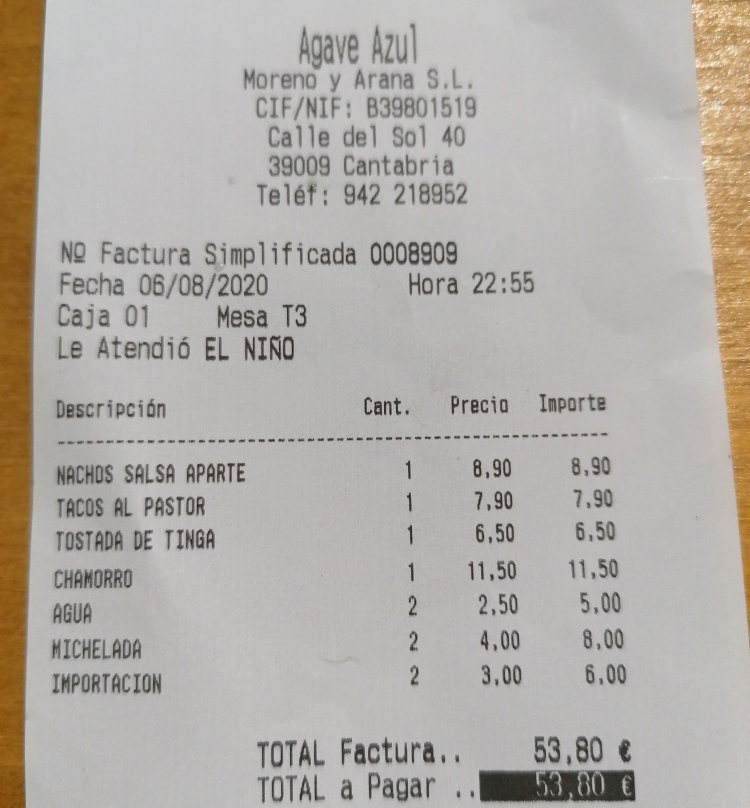 Agave Azul
Moreno y Arana S.L.
CIF/NIF: B39801519
Calle del Sol 40
39009 Cantabria
Teléf: 942 218952
Nº Factura Simplificada 0008909
Fecha 06/08/2020 Hora 22:55
Caja 01 Mesa T3
Le Atendió EL NIÑO
Descripción Cant. Precio Importe
------------------------------------------------
NACHOS SALSA APARTE 1 8,90 8,90
TACOS AL PASTOR 1 7,90 7,90
TOSTADA DE TINGA 1 6,50 6,50
CHAMORRO 1 11,50 11,50
AGUA 2 2,50 5,00
MICHELADA 2 4,00 8,00
IMPORTACION 2 3,00 6,00
TOTAL Factura.. 53,80 €
TOTAL a Pagar .. 53,80 €